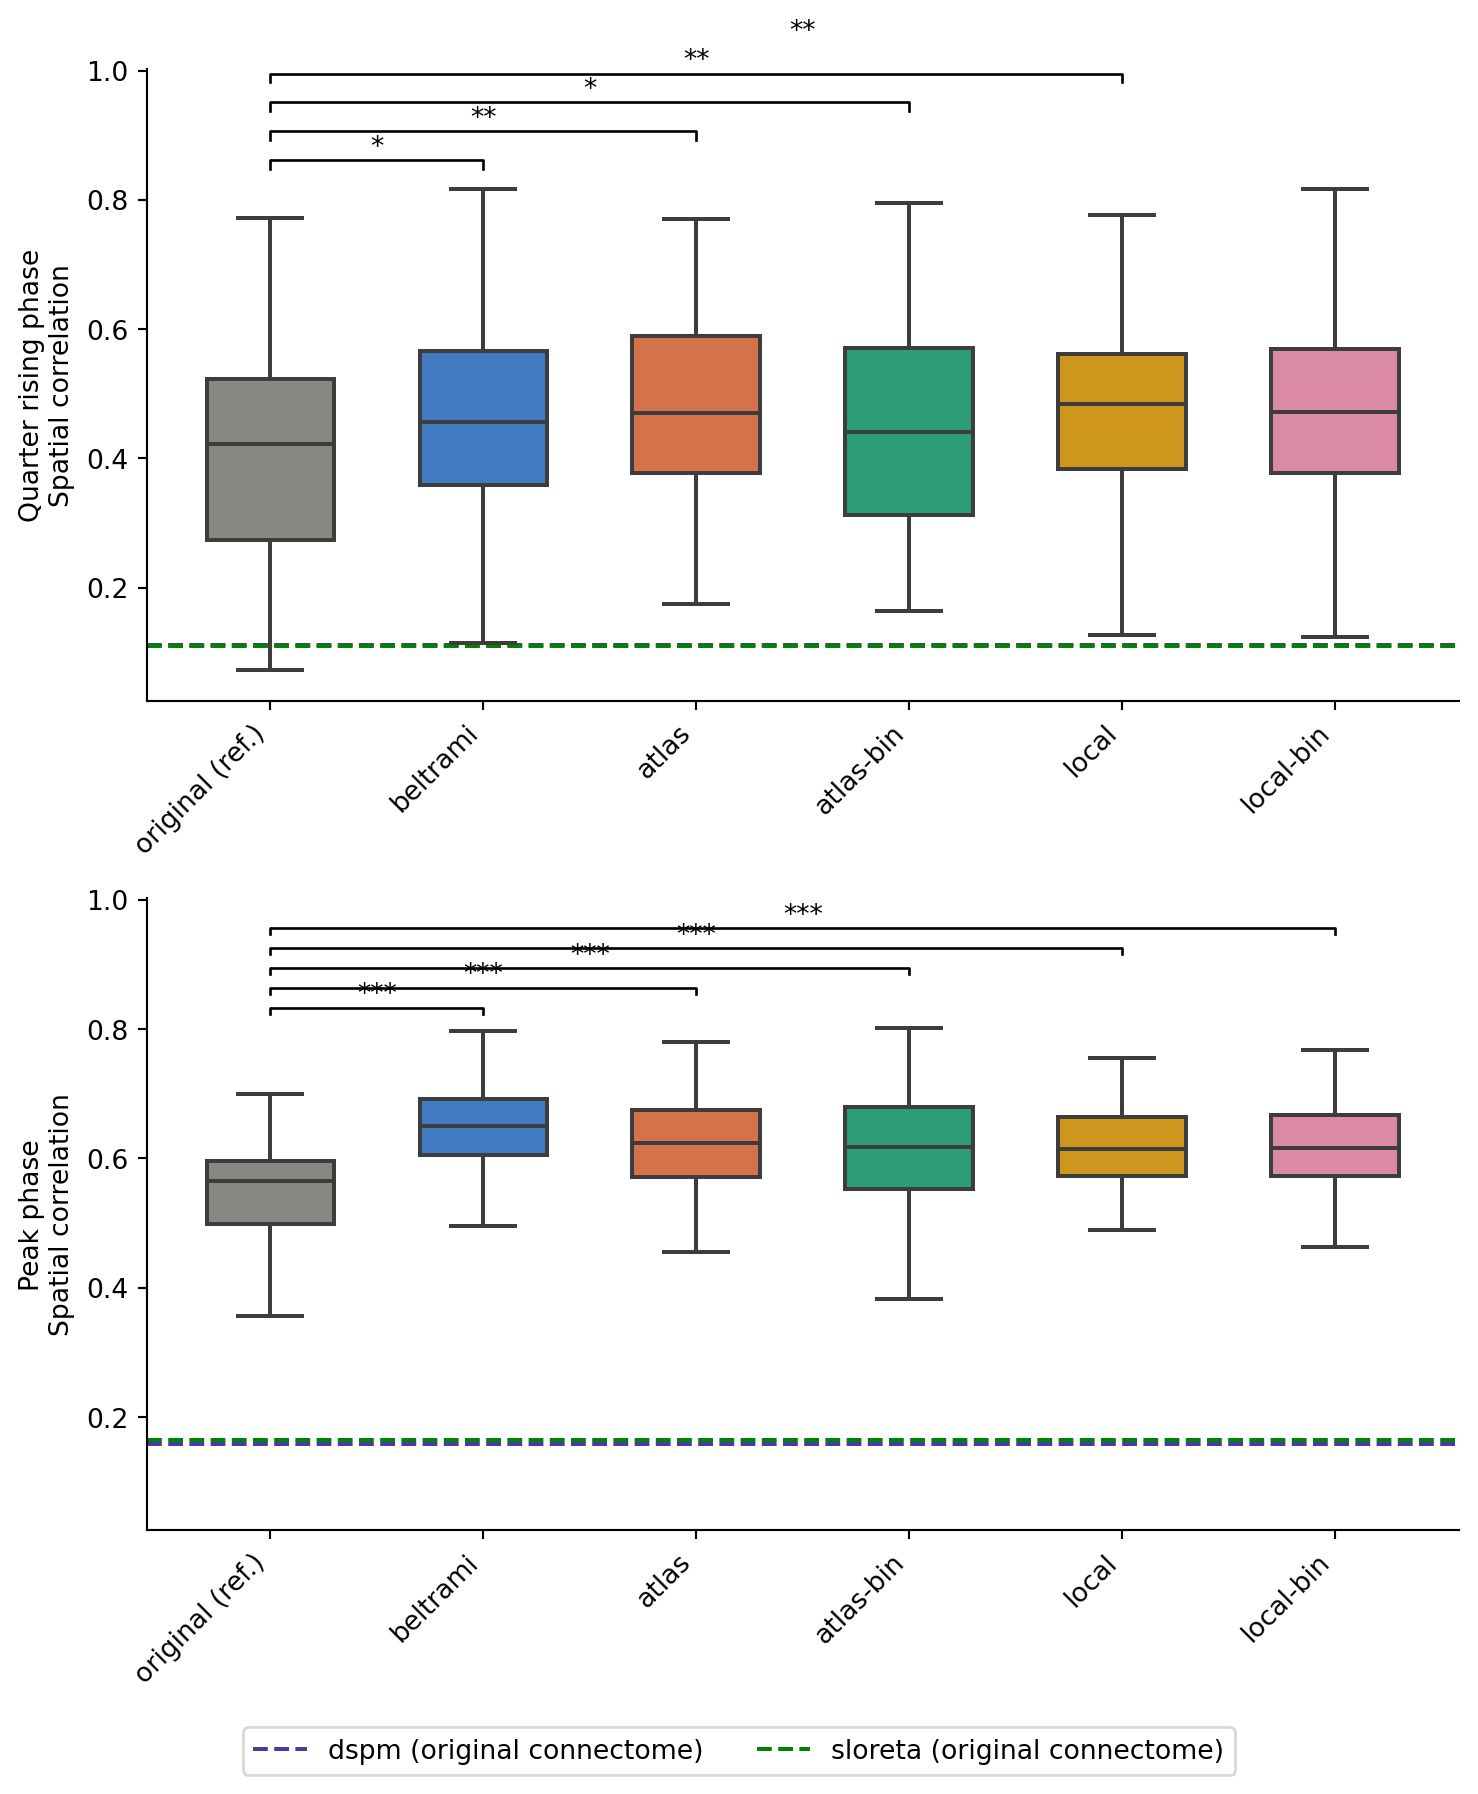 **
**
*
**
*
1.0
0.8
0.6
0.4
0.2
Quarter rising phase
Spatial correlation
original (ref.)
beltrami
atlas
atlas-bin
local
local-bin
***
***
***
***
***
1.0
0.8
0.6
0.4
0.2
Peak phase
Spatial correlation
original (ref.)
beltrami
atlas
atlas-bin
local
local-bin
dspm (original connectome)
sloreta (original connectome)